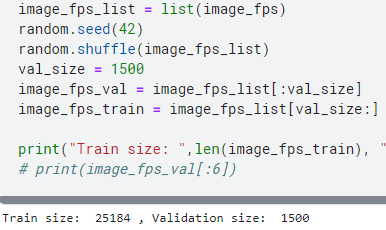 image_fps_list = list(image_fps)
random.seed(42)
random.shuffle(image_fps_list)
val_size = 1500
image_fps_val = image_fps_list[:val_size]
image_fps_train = image_fps_list[val_size:]
print("Train size: ",len(image_fps_train), "
# print(image_fps_val[:6])
Train size:  25184 , Validation size:  1500